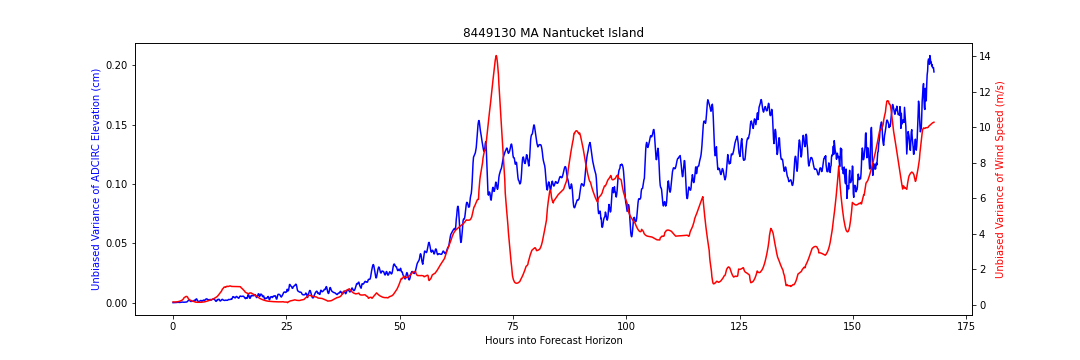 8449130 MA Nantucket Island
Unbiased Variance of ADCIRC Elevation (cm)
0.20
0.15
0.10
0.05
0.00
14
12
10
8
6
4
2
0
Unbiased Variance of Wind Speed (m/s)
0 25 50 75 100 125 150 175
Hours into Forecast Horizon